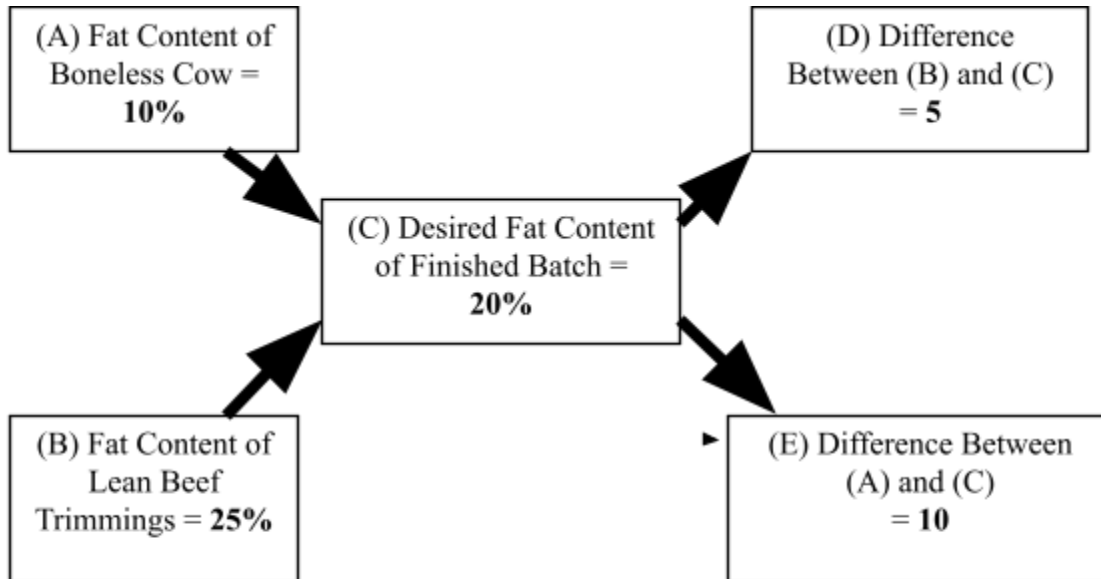 (A) Fat Content of
Boneless Cow =
10%
(D) Difference
Between (B) and (C)
= 5
(C) Desired Fat Content
of Finished Batch =
20%
(B) Fat Content of
Lean Beef
Trimmings = 25%
(E) Difference Between
(A) and (C)
= 10